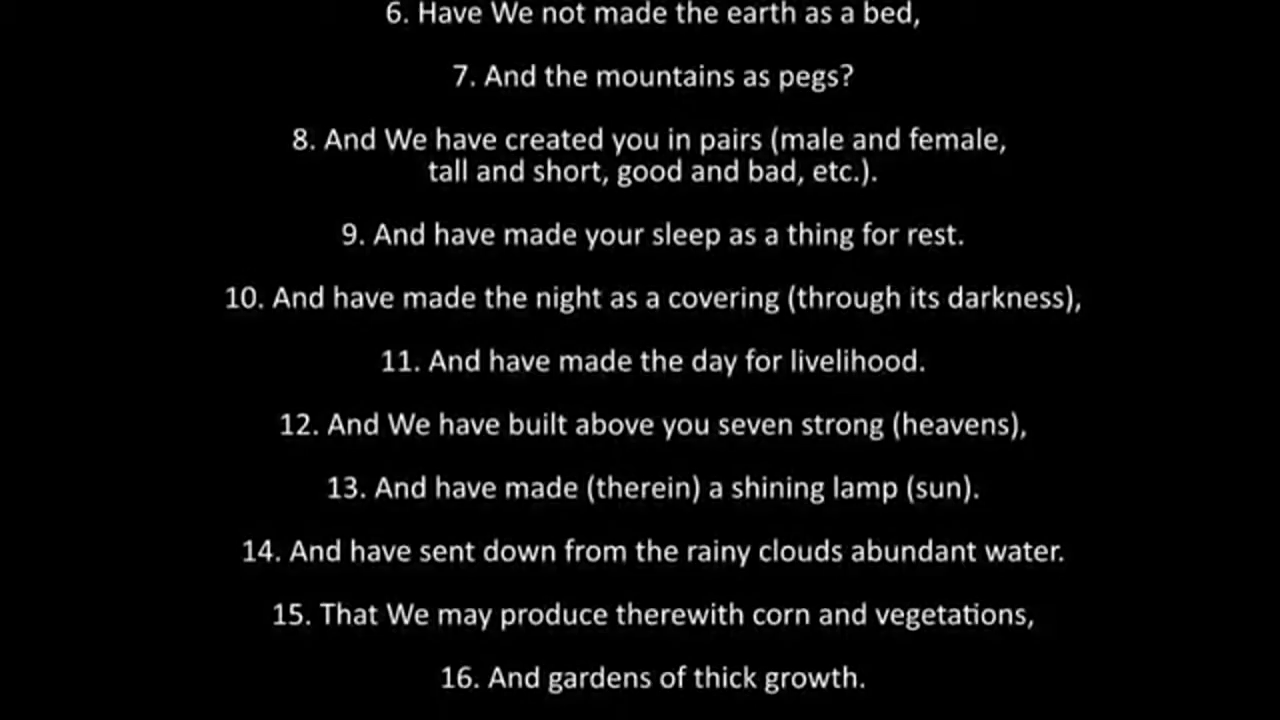 6. Have We not made the earth as a bed,
7. And the mountains as pegs?
8. And We have created you in pairs (male and female,
tall and short, good and bad, etc.).
9. And have made your sleep as a thing for rest.
10. And have made the night as a covering (through its darkness),
11. And have made the day for livelihood.
12. And We have built above you seven strong (heavens),
13. And have made (therein) a shining lamp (sun).
14. And have sent down from the rainy clouds abundant water.
15. That We may produce therewith corn and vegetations,
16. And gardens of thick growth.